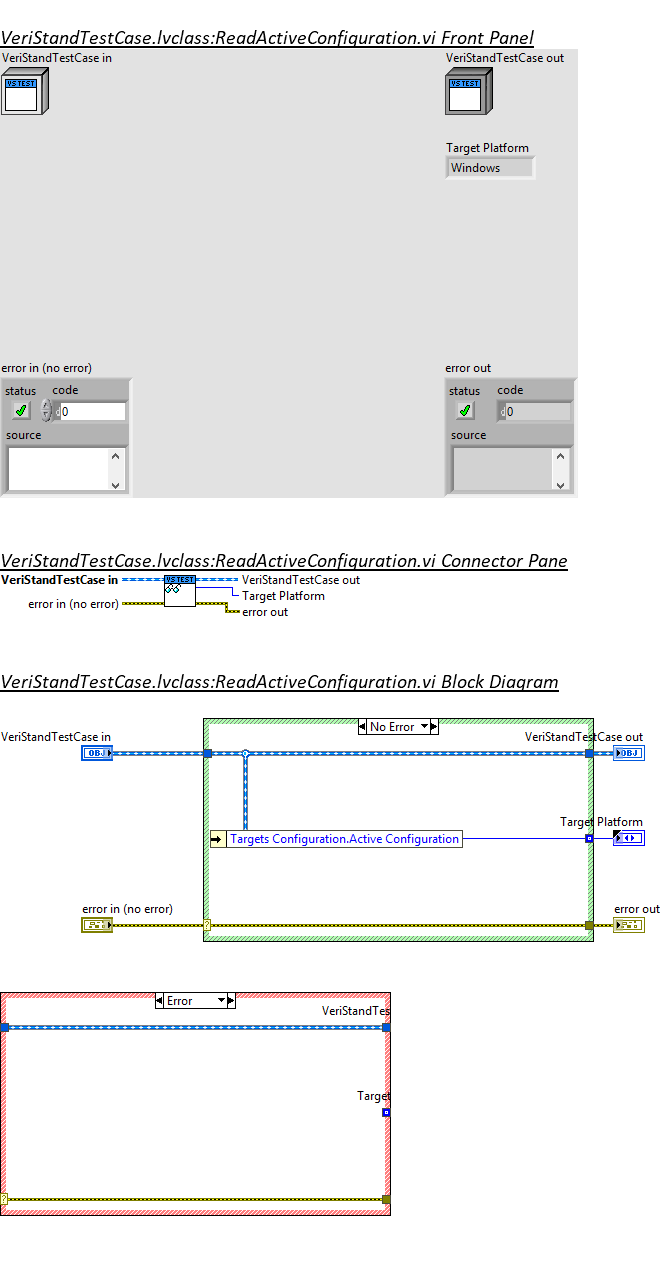 VeriStandTestCase.lvclass:ReadActiveConfiguration.vi Front Panel
VeriStandTestCase in
VeriStandTestCase out
VS TEST
VS TEST
Target Platform
Windows
error in (no error)
error out
status code
status code
d 0
d 0
source
source
VeriStandTestCase.lvclass:ReadActiveConfiguration.vi Connector Pane
VeriStandTestCase in
VS TEST
VeriStandTestCase out
Target Platform
error in (no error)
error out
VeriStandTestCase.lvclass:ReadActiveConfiguration.vi Block Diagram
No Error
VeriStandTestCase in
VeriStandTestCase out
OBJ
OBJ
Target Platform
Targets Configuration.Active Configuration
error in (no error)
error out
?
Error
VeriStandTes
Target
?